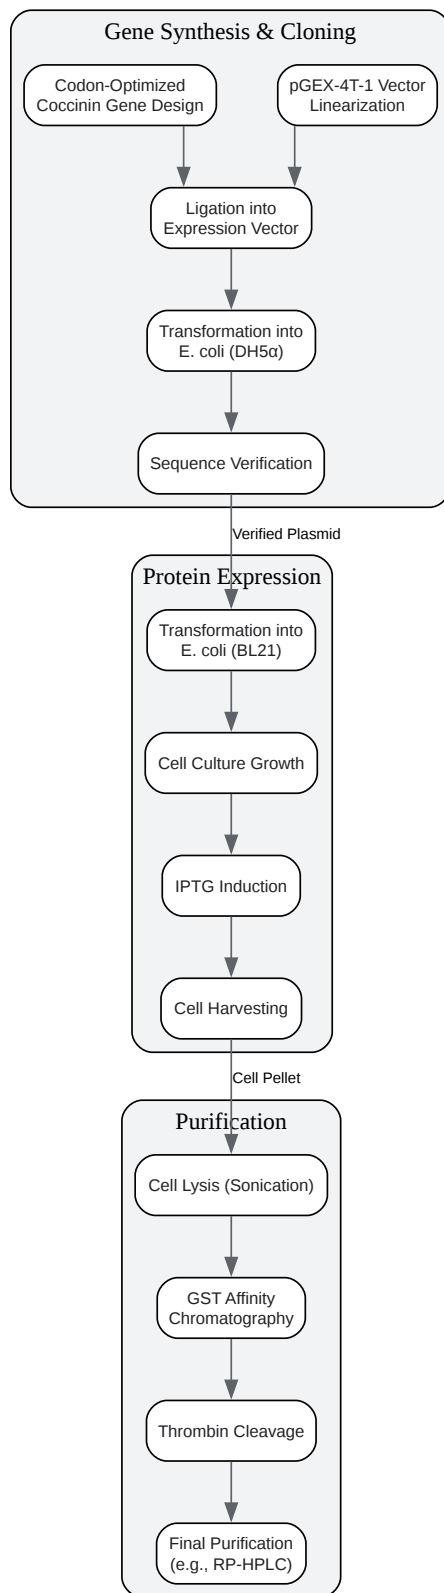 Gene Synthesis & Cloning
Codon-Optimized
Coccinin Gene Design
pGEX-4T-1 Vector
Linearization
Ligation into
Expression Vector
Transformation into
E. coli (DH5α)
Sequence Verification
Verified Plasmid
Protein Expression
Transformation into
E. coli (BL21)
Cell Culture Growth
IPTG Induction
Cell Harvesting
Cell Pellet
Purification
Cell Lysis (Sonication)
GST Affinity
Chromatography
Thrombin Cleavage
Final Purification
(e.g., RP-HPLC)